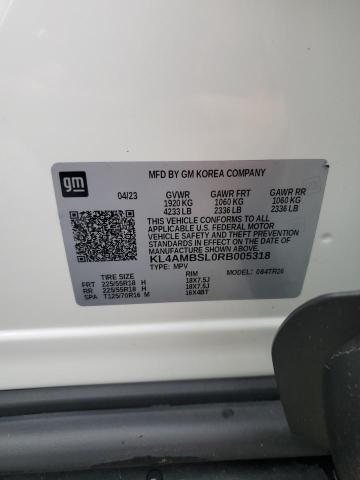 gm
MFD BY GM KOREA COMPANY
04/23 GVWR GAWR FRT GAWR RR
1920 KG 1060 KG 1060 KG
4233 LB 2336 LB 2336 LB
THIS VEHICLE CONFORMS TO ALL
APPLICABLE U.S. FEDERAL MOTOR
VEHICLE SAFETY AND THEFT PREVENTION
STANDARDS IN EFFECT ON THE DATE
OF MANUFACTURE SHOWN ABOVE.
KL4AMBSL0RB005318
TYPE: MPV MODEL: 084TR26
TIRE SIZE RIM
FRT 225/55R18 H 18X7.5J
RR 225/55R18 H 18X7.5J
SPA T125/70R16 M 16X4BT